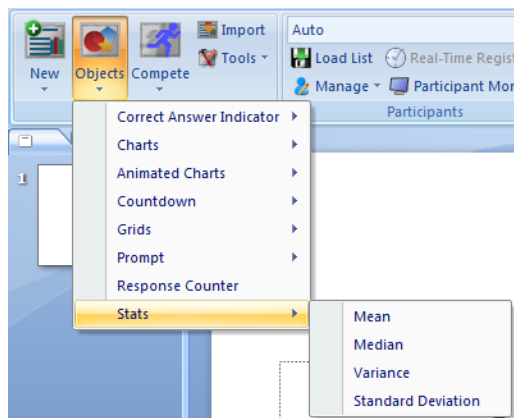 New
Objects
Compete
Import
Tools
Auto
Load List
Real-Time Regist
Manage
Participant Mor
Participants
Correct Answer Indicator
Charts
Animated Charts
Countdown
Grids
Prompt
Response Counter
Stats
Mean
Median
Variance
Standard Deviation
1